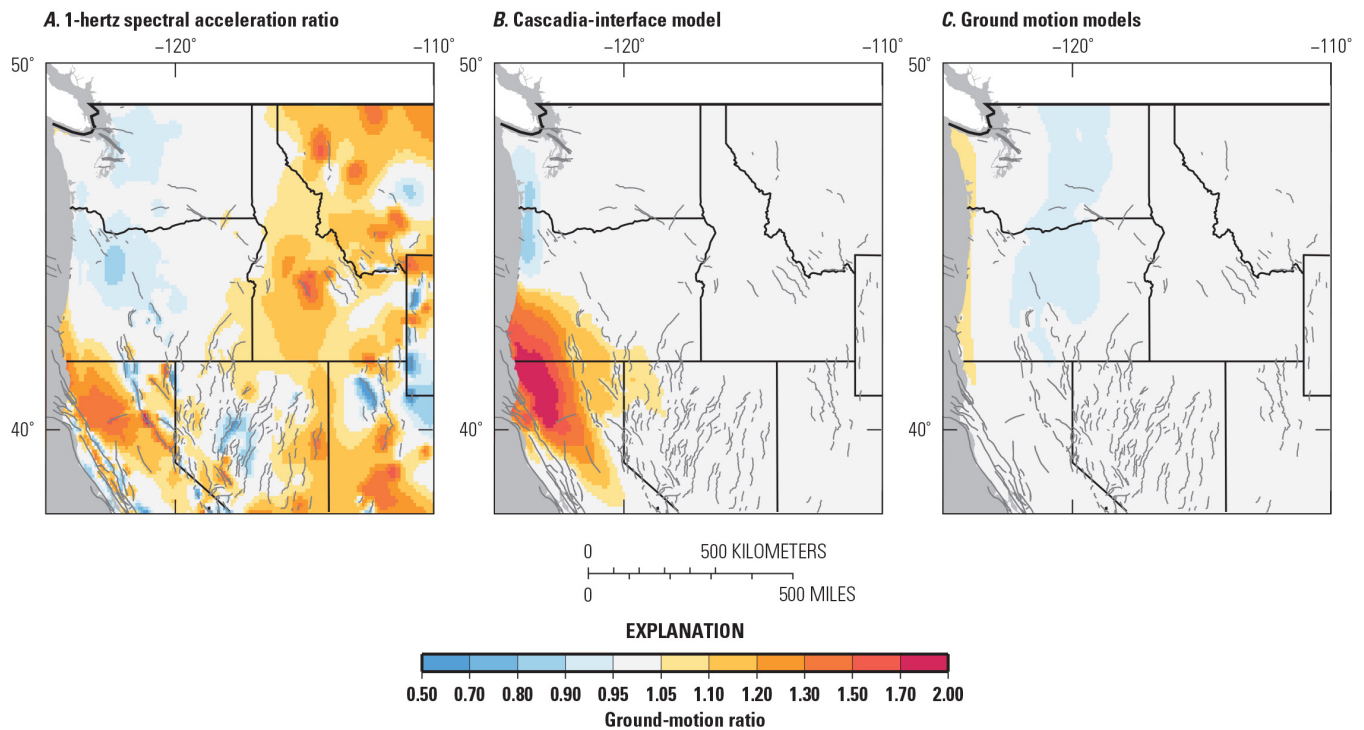 A. 1-hertz spectral acceleration ratio
B. Cascadia-interface model
C. Ground motion models
−120° −110°
−120° −110°
−120° −110°
50°
50°
50°
40°
40°
40°
0 500 KILOMETERS
0 500 MILES
EXPLANATION
0.50 0.70 0.80 0.90 0.95 1.05 1.10 1.20 1.30 1.50 1.70 2.00
Ground-motion ratio